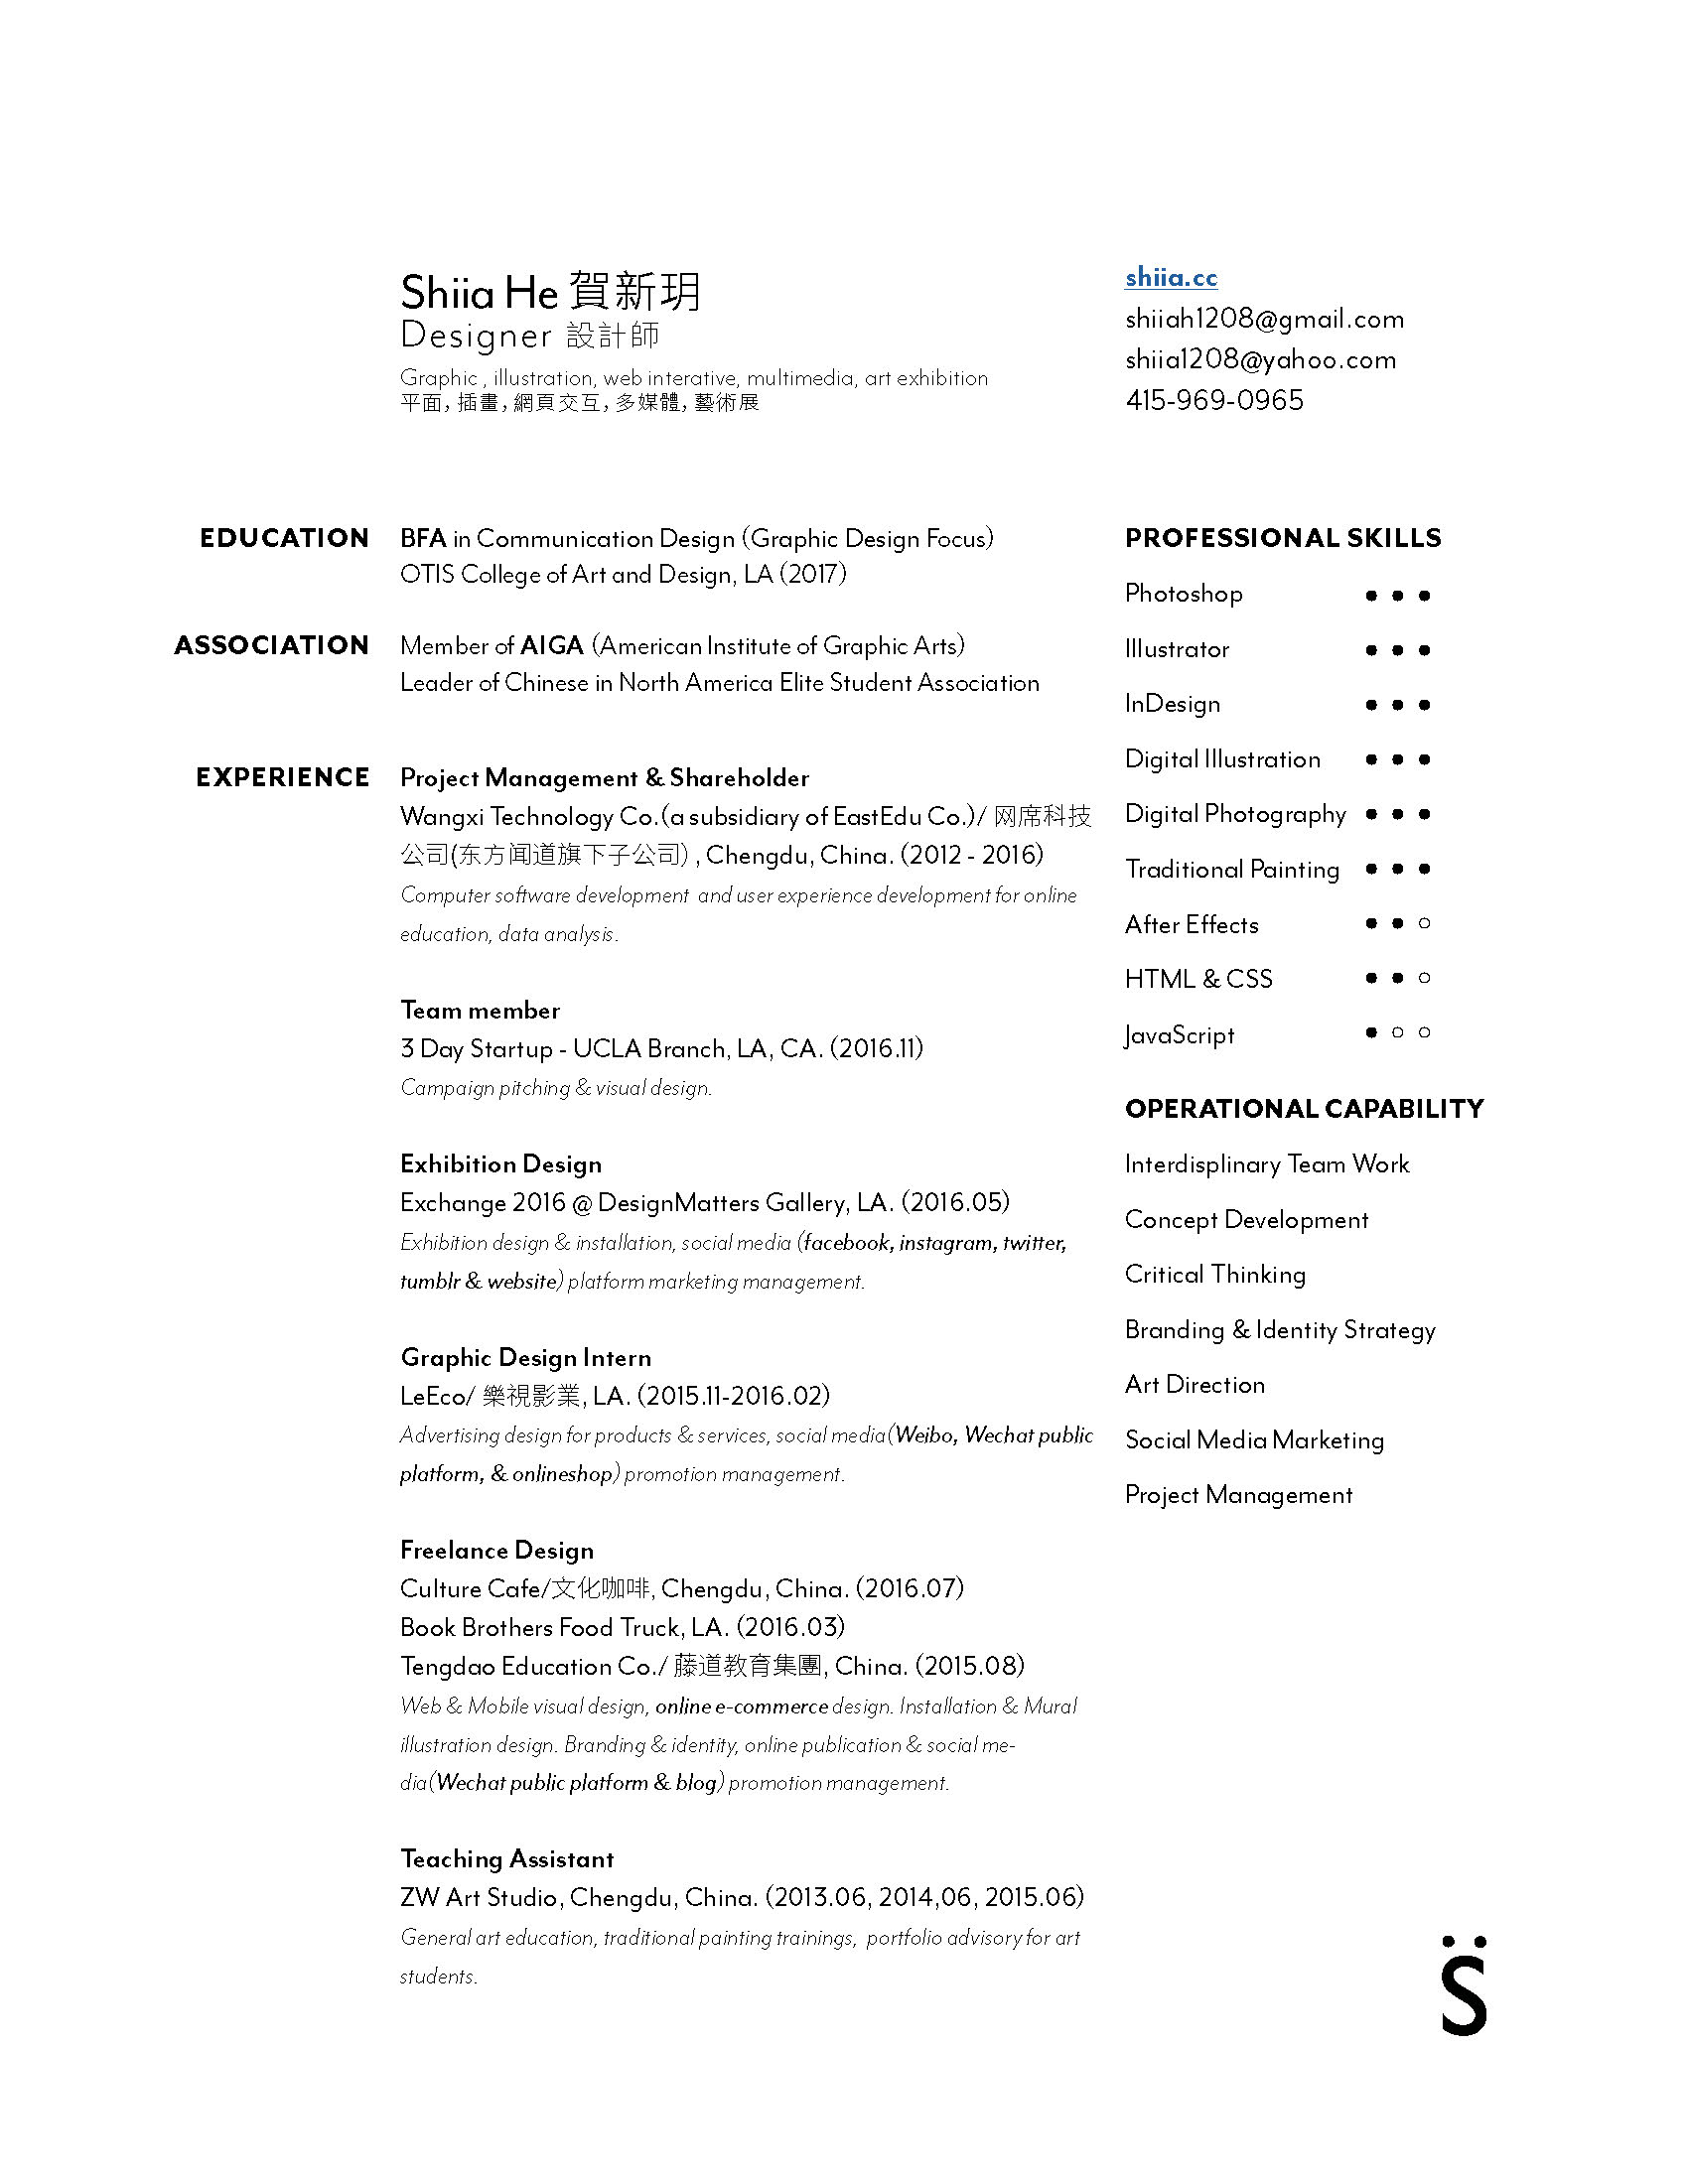 Shiia He 賀新玥
Designer 設計師
Graphic , illustration, web interative, multimedia, art exhibition
平面, 插畫, 網頁交互, 多媒體, 藝術展
shiia.cc
shiiah1208@gmail.com
shiia1208@yahoo.com
415-969-0965
EDUCATION
BFA in Communication Design (Graphic Design Focus)
OTIS College of Art and Design, LA (2017)
ASSOCIATION
Member of AIGA (American Institute of Graphic Arts)
Leader of Chinese in North America Elite Student Association
EXPERIENCE
Project Management & Shareholder
Wangxi Technology Co.(a subsidiary of EastEdu Co.)/ 网席科技
公司(东方闻道旗下子公司) , Chengdu, China. (2012 - 2016)
Computer software development and user experience development for online
education, data analysis.
Team member
3 Day Startup - UCLA Branch, LA, CA. (2016.11)
Campaign pitching & visual design.
Exhibition Design
Exchange 2016 @ DesignMatters Gallery, LA. (2016.05)
Exhibition design & installation, social media (facebook, instagram, twitter,
tumblr & website) platform marketing management.
Graphic Design Intern
LeEco/ 樂視影業, LA. (2015.11-2016.02)
Advertising design for products & services, social media(Weibo, Wechat public
platform, & onlineshop) promotion management.
Freelance Design
Culture Cafe/文化咖啡, Chengdu, China. (2016.07)
Book Brothers Food Truck, LA. (2016.03)
Tengdao Education Co./ 藤道教育集團, China. (2015.08)
Web & Mobile visual design, online e-commerce design. Installation & Mural
illustration design. Branding & identity, online publication & social me-
dia(Wechat public platform & blog) promotion management.
Teaching Assistant
ZW Art Studio, Chengdu, China. (2013.06, 2014,06, 2015.06)
General art education, traditional painting trainings, portfolio advisory for art
students.
PROFESSIONAL SKILLS
Photoshop
Illustrator
InDesign
Digital Illustration
Digital Photography
Traditional Painting
After Effects
HTML & CSS
JavaScript
OPERATIONAL CAPABILITY
Interdisplinary Team Work
Concept Development
Critical Thinking
Branding & Identity Strategy
Art Direction
Social Media Marketing
Project Management
S̈